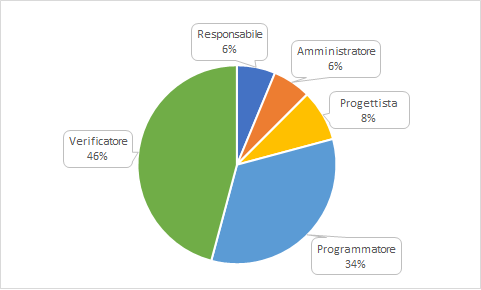 Responsabile
6%
Amministratore
6%
Progettista
8%
Programmatore
34%
Verificatore
46%